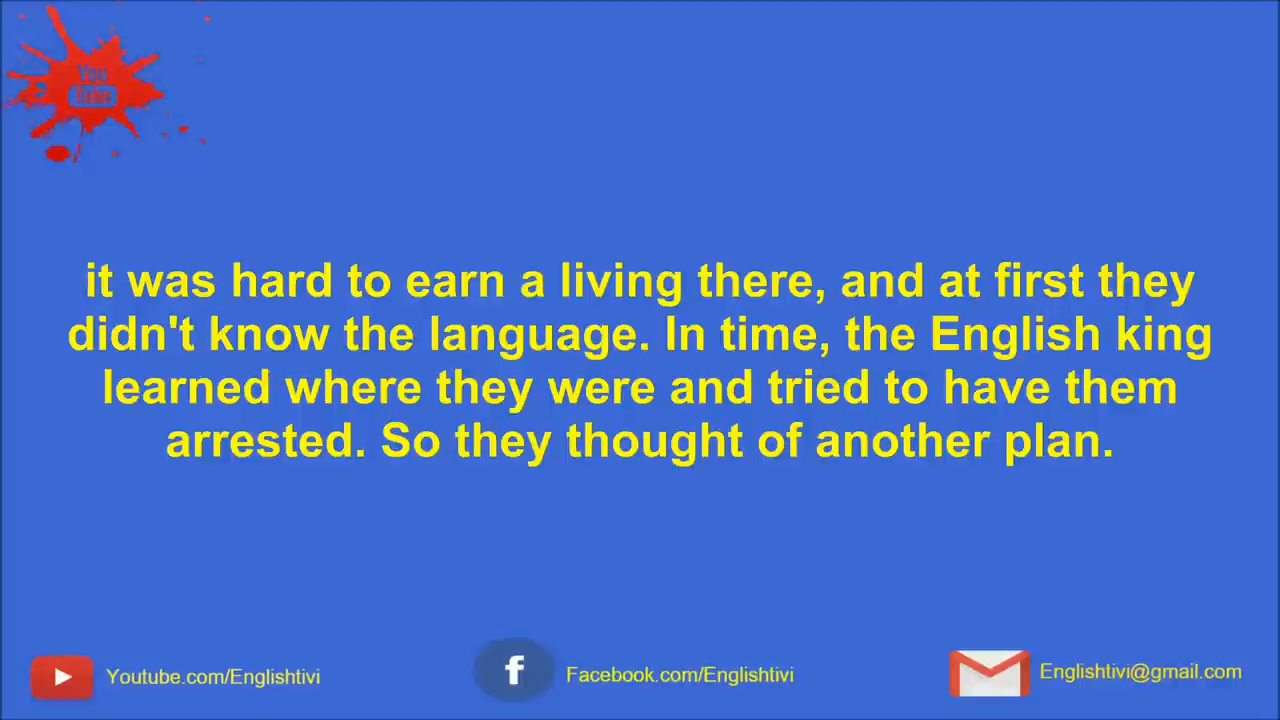 You
Tube
it was hard to earn a living there, and at first they
didn't know the language. In time, the English king
learned where they were and tried to have them
arrested. So they thought of another plan.
Youtube.com/Englishtivi
f
Facebook.com/Englishtivi
Englishtivi@gmail.com